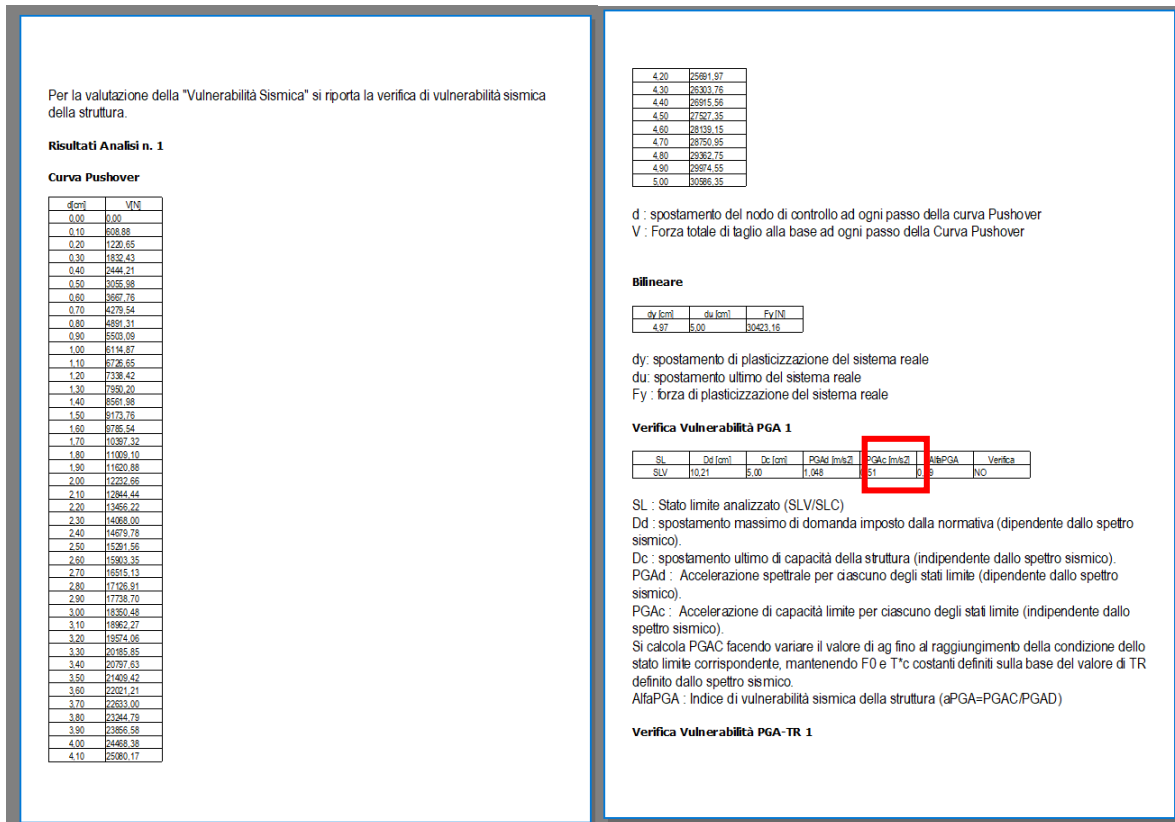 Per la valutazione della "Vulnerabilità Sismica" si riporta la verifica di vulnerabilità sismica
della struttura.
Risultati Analisi n. 1
Curva Pushover
d[cm] V[N]
0,00 0,00
0,10 608,88
0,20 1220,65
0,30 1832,43
0,40 2444,21
0,50 3055,98
0,60 3667,76
0,70 4279,54
0,80 4891,31
0,90 5503,09
1,00 6114,87
1,10 6726,65
1,20 7338,42
1,30 7950,20
1,40 8561,98
1,50 9173,76
1,60 9785,54
1,70 10397,32
1,80 11009,10
1,90 11620,88
2,00 12232,66
2,10 12844,44
2,20 13456,22
2,30 14068,00
2,40 14679,78
2,50 15291,56
2,60 15903,35
2,70 16515,13
2,80 17126,91
2,90 17738,70
3,00 18350,48
3,10 18962,27
3,20 19574,06
3,30 20185,85
3,40 20797,63
3,50 21409,42
3,60 22021,21
3,70 22633,00
3,80 23244,79
3,90 23856,58
4,00 24468,38
4,10 25080,17
4,20 25691,97
4,30 26303,76
4,40 26915,56
4,50 27527,35
4,60 28139,15
4,70 28750,95
4,80 29362,75
4,90 29974,55
5,00 30586,35
d : spostamento del nodo di controllo ad ogni passo della curva Pushover
V : Forza totale di taglio alla base ad ogni passo della Curva Pushover
Bilineare
dy [cm] du [cm] Fy [N]
4,97 5,00 30423,16
dy: spostamento di plasticizzazione del sistema reale
du: spostamento ultimo del sistema reale
Fy : forza di plasticizzazione del sistema reale
Verifica Vulnerabilità PGA 1
SL Dd [cm] Dc [cm] PGAd [m/s2] PGAc [m/s2] AlfaPGA Verifica
SLV 10,21 5,00 1,048 NO
SL : Stato limite analizzato (SLV/SLC)
Dd : spostamento massimo di domanda imposto dalla normativa (dipendente dallo spettro
sismico).
Dc : spostamento ultimo di capacità della struttura (indipendente dallo spettro sismico).
PGAd : Accelerazione spettrale per ciascuno degli stati limite (dipendente dallo spettro
sismico).
PGAc : Accelerazione di capacità limite per ciascuno degli stati limite (indipendente dallo
spettro sismico).
Si calcola PGAC facendo variare il valore di ag fino al raggiungimento della condizione dello
stato limite corrispondente, mantenendo F0 e T*c costanti definiti sulla base del valore di TR
definito dallo spettro sismico.
AlfaPGA : Indice di vulnerabilità sismica della struttura (aPGA=PGAC/PGAD)
Verifica Vulnerabilità PGA-TR 1